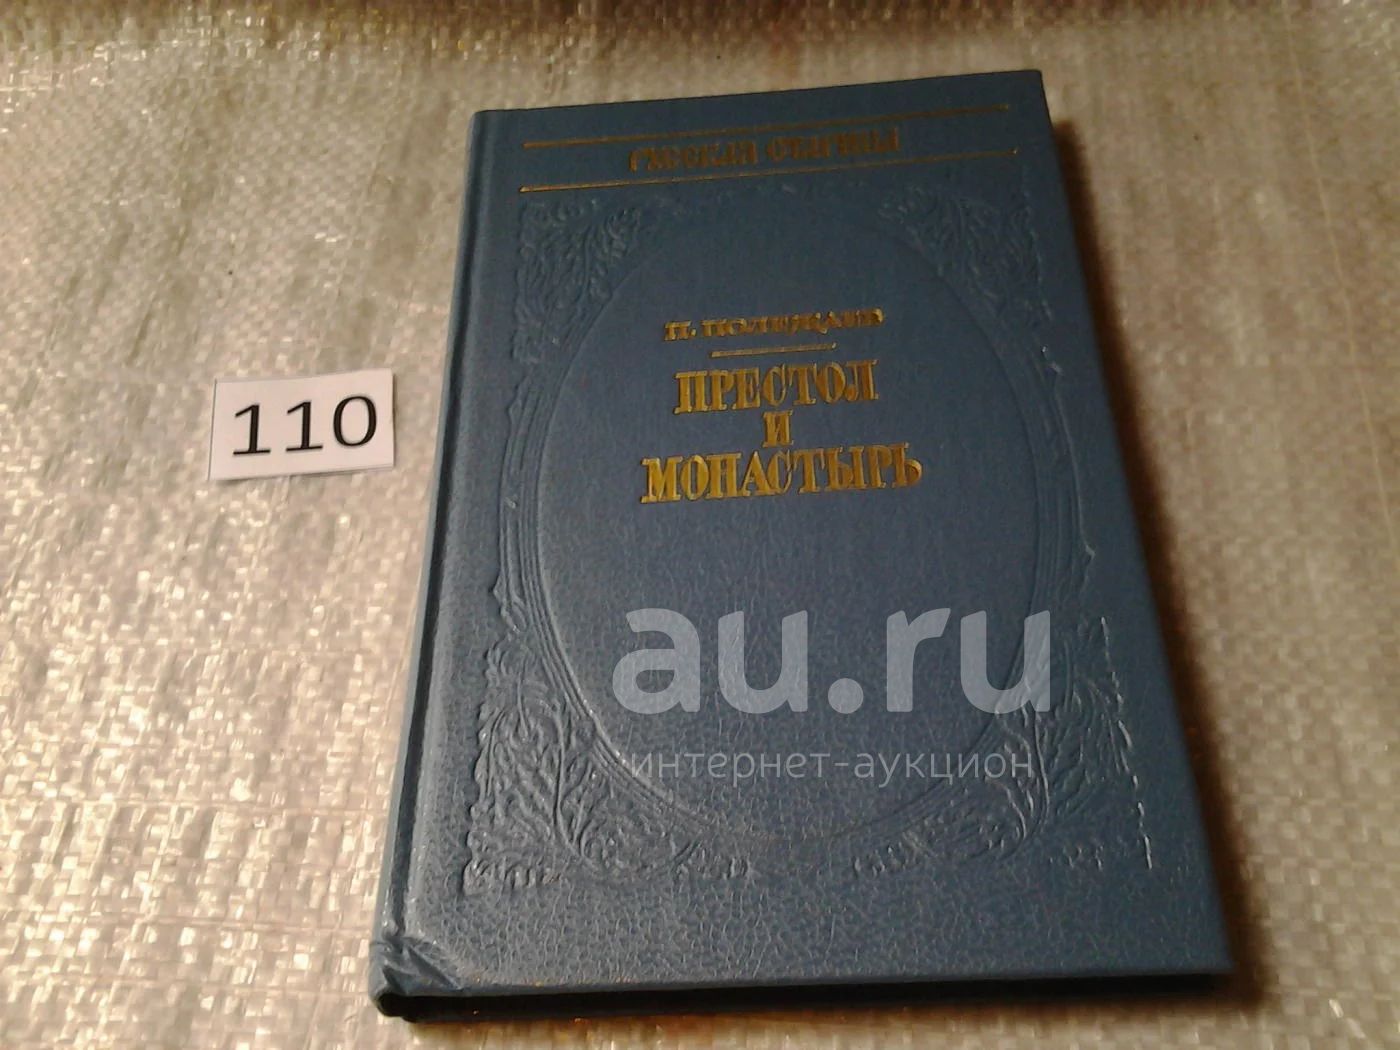 РУССКАЯ СТАРИНА
П. ПОЛЕЖАЕВ
ПРЕСТОЛ
И
МОНАСТЫРЬ
110
au.ru
интернет-аукцион